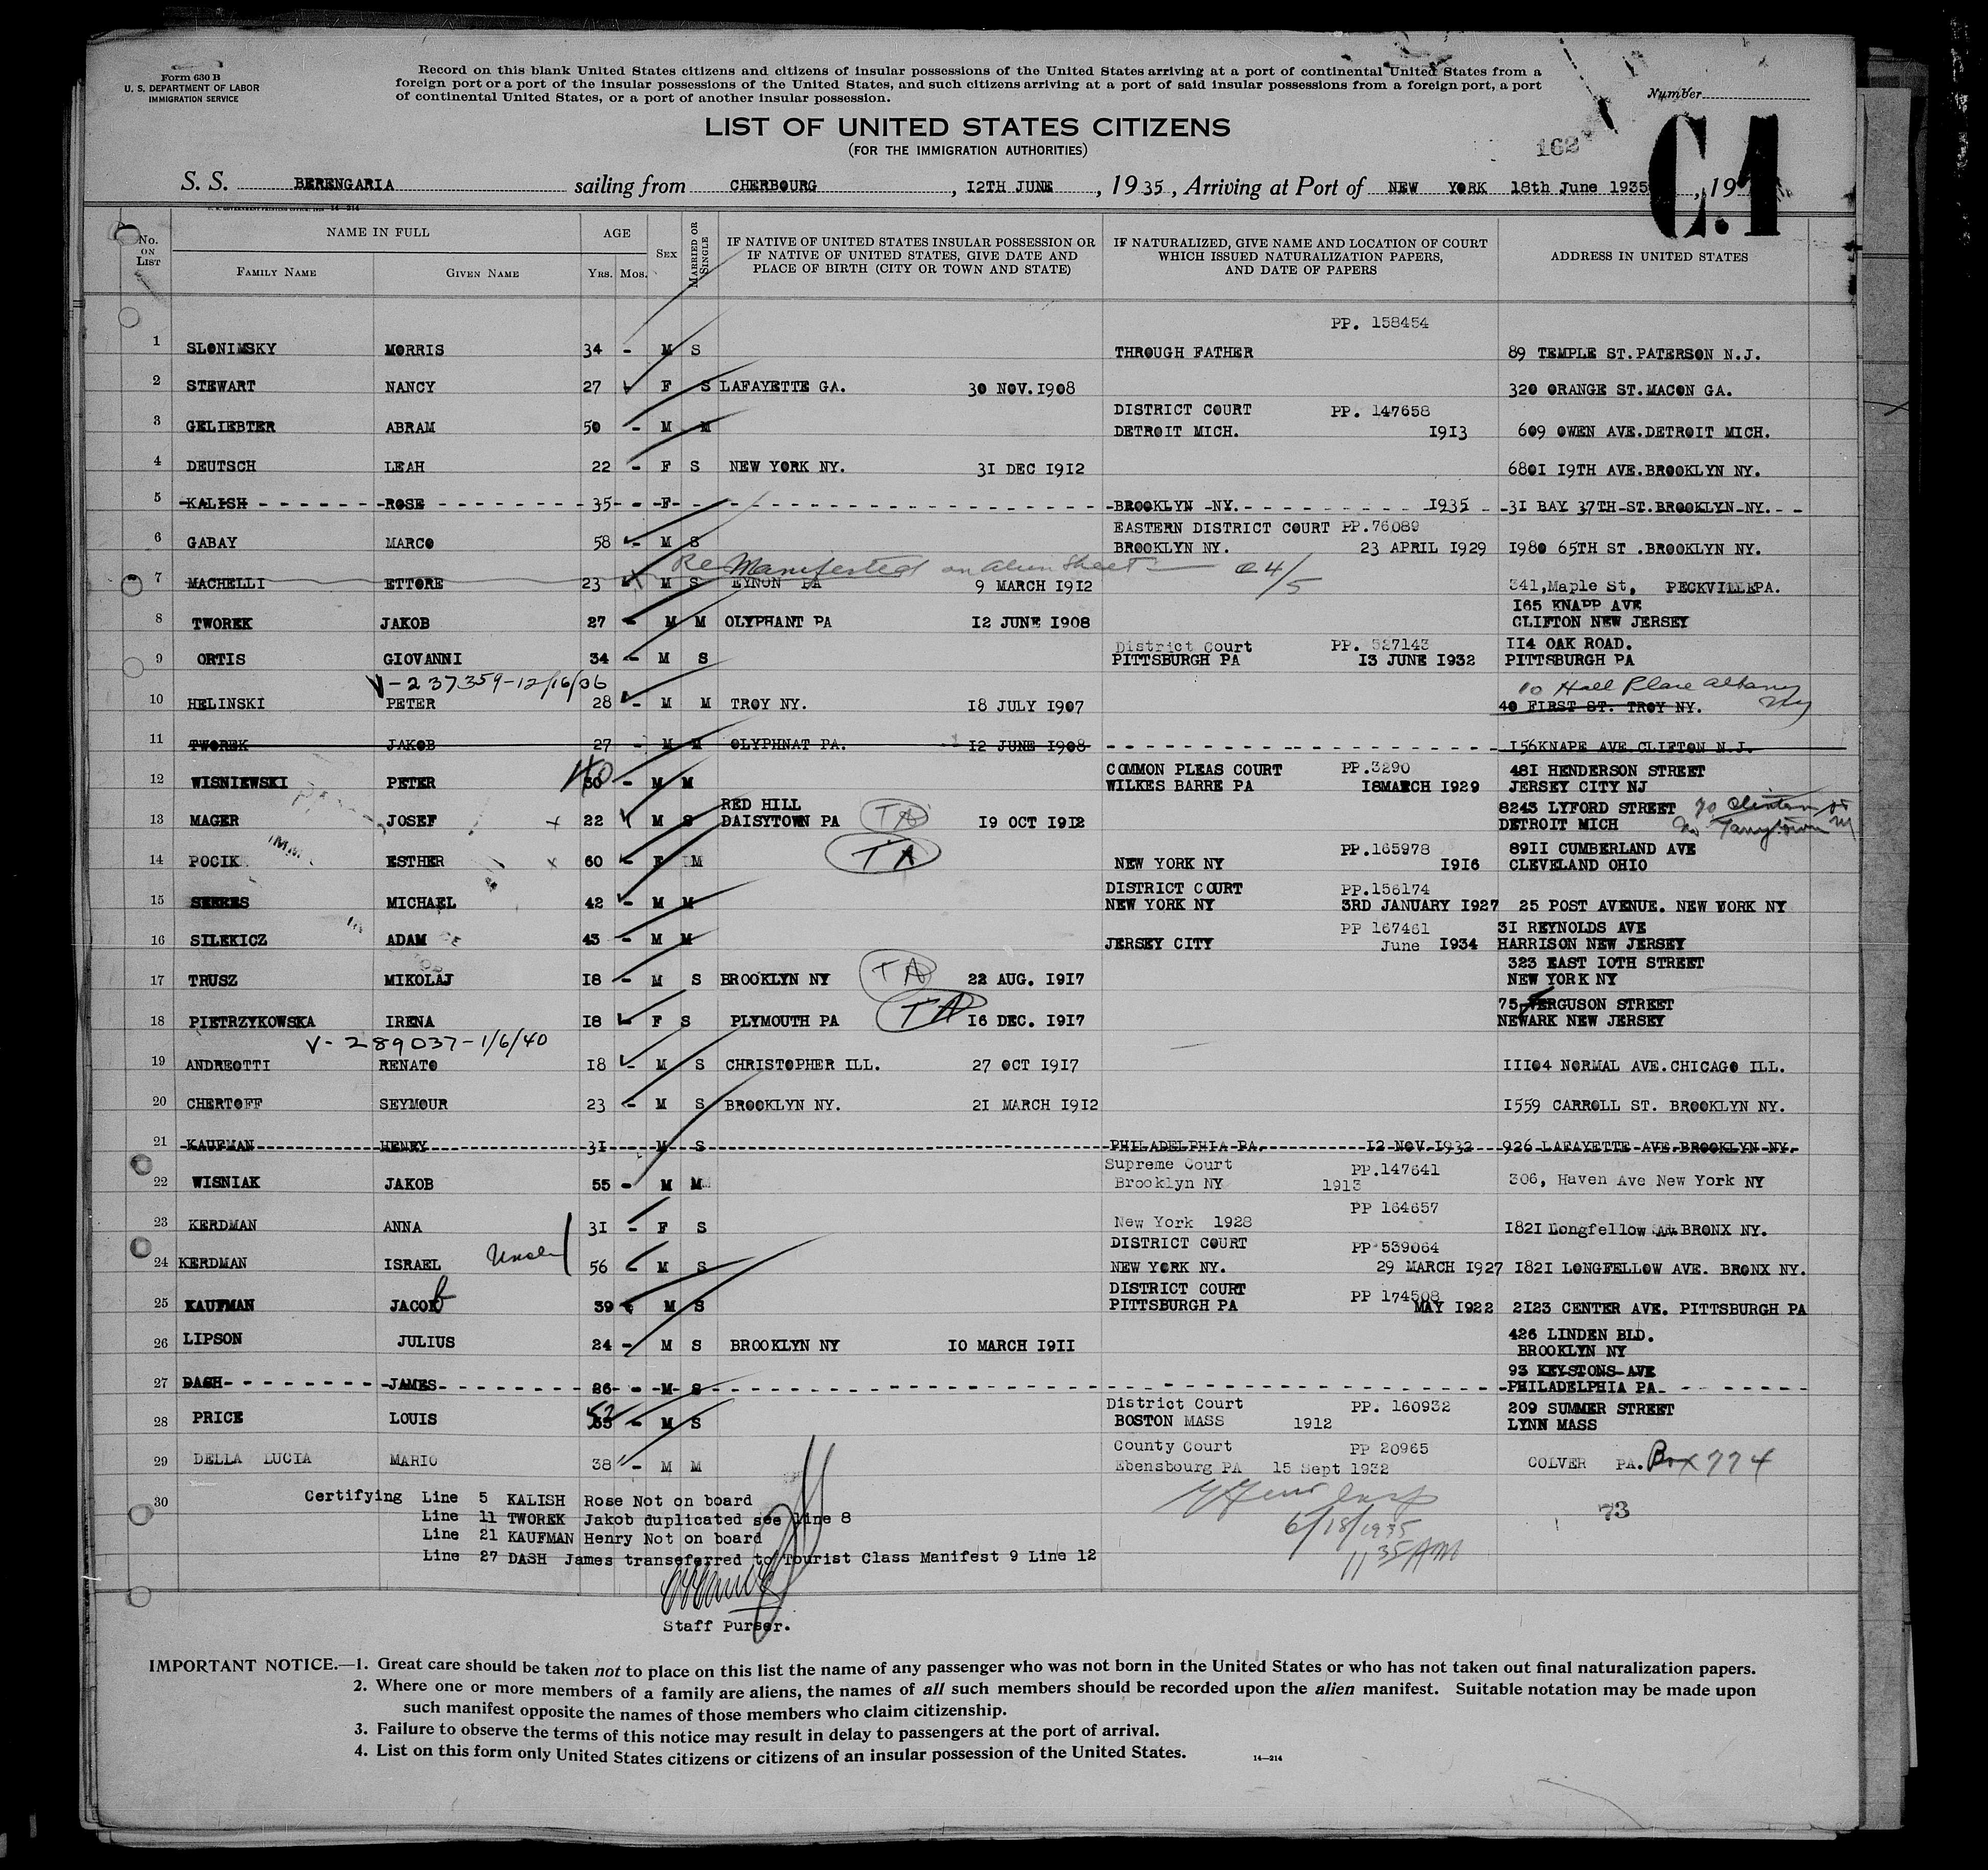 Form 630 B
U. S. DEPARTMENT OF LABOR
IMMIGRATION SERVICE
Record on this blank United States citizens and citizens of insular possessions of the United States arriving at a port of continental United States from a
foreign port or a port of the insular possessions of the United States, and such citizens arriving at a port of said insular possessions from a foreign port, a port
of continental United States, or a port of another insular possession.
Number
LIST OF UNITED STATES CITIZENS
(FOR THE IMMIGRATION AUTHORITIES)
162
C.1
S. S. BERENGARIA sailing from CHERBOURG, 12TH JUNE, 1935, Arriving at Port of NEW YORK 18th June 1935, 19
No. ON LIST
NAME IN FULL
FAMILY NAME GIVEN NAME
AGE
YRS. MOS.
SEX
MARRIED OR SINGLE
IF NATIVE OF UNITED STATES INSULAR POSSESSION OR
IF NATIVE OF UNITED STATES, GIVE DATE AND
PLACE OF BIRTH (CITY OR TOWN AND STATE)
IF NATURALIZED, GIVE NAME AND LOCATION OF COURT
WHICH ISSUED NATURALIZATION PAPERS,
AND DATE OF PAPERS
ADDRESS IN UNITED STATES
PP. 158454
1 SLONIMSKY MORRIS 34 - M S THROUGH FATHER 89 TEMPLE ST.PATERSON N.J.
2 STEWART NANCY 27 F S LAFAYETTE GA. 30 NOV.1908 320 ORANGE ST.MACON GA.
DISTRICT COURT PP. 147658
3 GELIEBTER ABRAM 50 - M M DETROIT MICH. 1913 609 OWEN AVE.DETROIT MICH.
4 DEUTSCH LEAH 22 - F S NEW YORK NY. 31 DEC 1912 6801 19TH AVE.BROOKLYN NY.
5 KALISH ROSE 35 - F BROOKLYN NY. 1935 31 BAY 37TH ST.BROOKLYN NY.
EASTERN DISTRICT COURT PP.76089
6 GABAY MARCO 58 - M S BROOKLYN NY. 23 APRIL 1929 1980 65TH ST .BROOKLYN NY.
Re Manifested on alien sheet
7 MACHELLI ETTORE 23 M S EYNON PA 9 MARCH 1912 341,Maple St, PECKVILLEPA.
165 KNAPP AVE
8 TWOREK JAKOB 27 - M M OLYPHANT PA 12 JUNE 1908 CLIFTON NEW JERSEY
District Court PP. 527143 114 OAK ROAD.
9 ORTIS GIOVANNI 34 - M S PITTSBURGH PA 13 JUNE 1932 PITTSBURGH PA
V-237359-12/16/06
10 Hall Place Albany NY
10 HELINSKI PETER 28 - M M TROY NY. 18 JULY 1907 40 FIRST ST. TROY NY.
11 TWOREK JAKOB 27 - M M OLYPHNAT PA. 12 JUNE 1908 156KNAPE AVE CLIFTON N.J.
40
COMMON PLEAS COURT PP.3290 481 HENDERSON STREET
12 WISNIEWSKI PETER 30 - M M WILKES BARRE PA 18MARCH 1929 JERSEY CITY NJ
RED HILL 8243 LYFORD STREET
13 MAGER JOSEF 22 M S DAISYTOWN PA TA 19 OCT 1912 DETROIT MICH Tarrytown
PP.165978 8911 CUMBERLAND AVE
14 POCIK ESTHER 60 - F M TA NEW YORK NY 1916 CLEVELAND OHIO
DISTRICT COURT PP.156174
15 MICHAEL 42 - M M NEW YORK NY 3RD JANUARY 1927 25 POST AVENUE. NEW YORK NY
PP 167461 31 REYNOLDS AVE
16 SILEKICZ ADAM 43 - M M JERSEY CITY June 1934 HARRISON NEW JERSEY
323 EAST 10TH STREET
17 TRUSZ MIKOLAJ 18 - M S BROOKLYN NY TA 22 AUG. 1917 NEW YORK NY
75 FERGUSON STREET
18 PIETRZYKOWSKA IRENA 18 - F S PLYMOUTH PA TA 16 DEC. 1917 NEWARK NEW JERSEY
V-289037-1/6/40
19 ANDREOTTI RENATO 18 - M S CHRISTOPHER ILL. 27 OCT 1917 11104 NORMAL AVE.CHICAGO ILL.
20 CHERTOFF SEYMOUR 23 - M S BROOKLYN NY. 21 MARCH 1912 1559 CARROLL ST. BROOKLYN NY.
21 KAUFMAN HENRY 31 M S PHILADELPHIA PA. 12 NOV.1932 926 LAFAYETTE AVE.BROOKLYN NY.
Supreme Court PP.147641
22 WISNIAK JAKOB 55 - M M Brooklyn NY 1913 306, Haven Ave New York NY
PP 164657
23 KERDMAN ANNA 31 - F S New York 1928 1821 Longfellow Av. BRONX NY.
DISTRICT COURT PP 539064
24 KERDMAN ISRAEL Uncle 56 - M S NEW YORK NY. 29 MARCH 1927 1821 LONGFELLOW AVE. BRONX NY.
DISTRICT COURT PP 174508
25 KAUFMAN JACOB 39 M S PITTSBURGH PA MAY 1922 2123 CENTER AVE. PITTSBURGH PA
426 LINDEN BLD.
26 LIPSON JULIUS 24 - M S BROOKLYN NY 10 MARCH 1911 BROOKLYN NY
93 KEYSTONS AVE
27 DASH JAMES 26 - M S PHILADELPHIA PA
District Court PP. 160932 209 SUMMER STREET
28 PRICE LOUIS 53 - M S BOSTON MASS 1912 LYNN MASS
County Court PP 20965
29 DELLA LUCIA MARIO 38 - M M Ebensbourg PA 15 Sept 1932 COLVER PA. Box 774
30 Certifying Line 5 KALISH Rose Not on board
Line 11 TWOREK Jakob duplicated see line 8
Line 21 KAUFMAN Henry Not on board
Line 27 DASH James transeferred to Tourist Class Manifest 9 Line 12
6/18/1935
11 35 AM
73
Staff Purser.
IMPORTANT NOTICE.—1. Great care should be taken not to place on this list the name of any passenger who was not born in the United States or who has not taken out final naturalization papers.
2. Where one or more members of a family are aliens, the names of all such members should be recorded upon the alien manifest. Suitable notation may be made upon
such manifest opposite the names of those members who claim citizenship.
3. Failure to observe the terms of this notice may result in delay to passengers at the port of arrival.
4. List on this form only United States citizens or citizens of an insular possession of the United States.
14—214